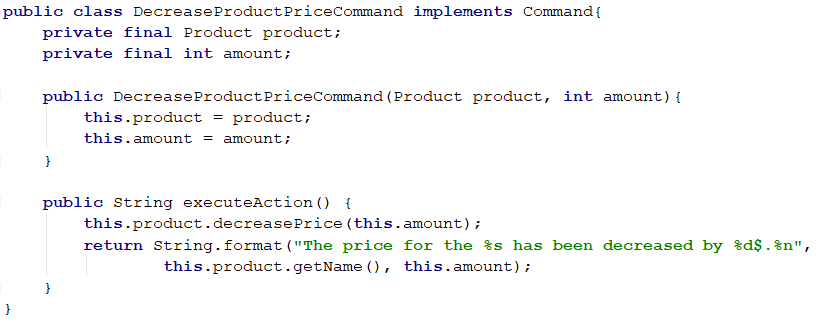 public class DecreaseProductPriceCommand implements Command{
    private final Product product;
    private final int amount;

    public DecreaseProductPriceCommand(Product product, int amount){
        this.product = product;
        this.amount = amount;
    }

    public String executeAction() {
        this.product.decreasePrice(this.amount);
        return String.format("The price for the %s has been decreased by %d$.%n",
                this.product.getName(), this.amount);
    }
}